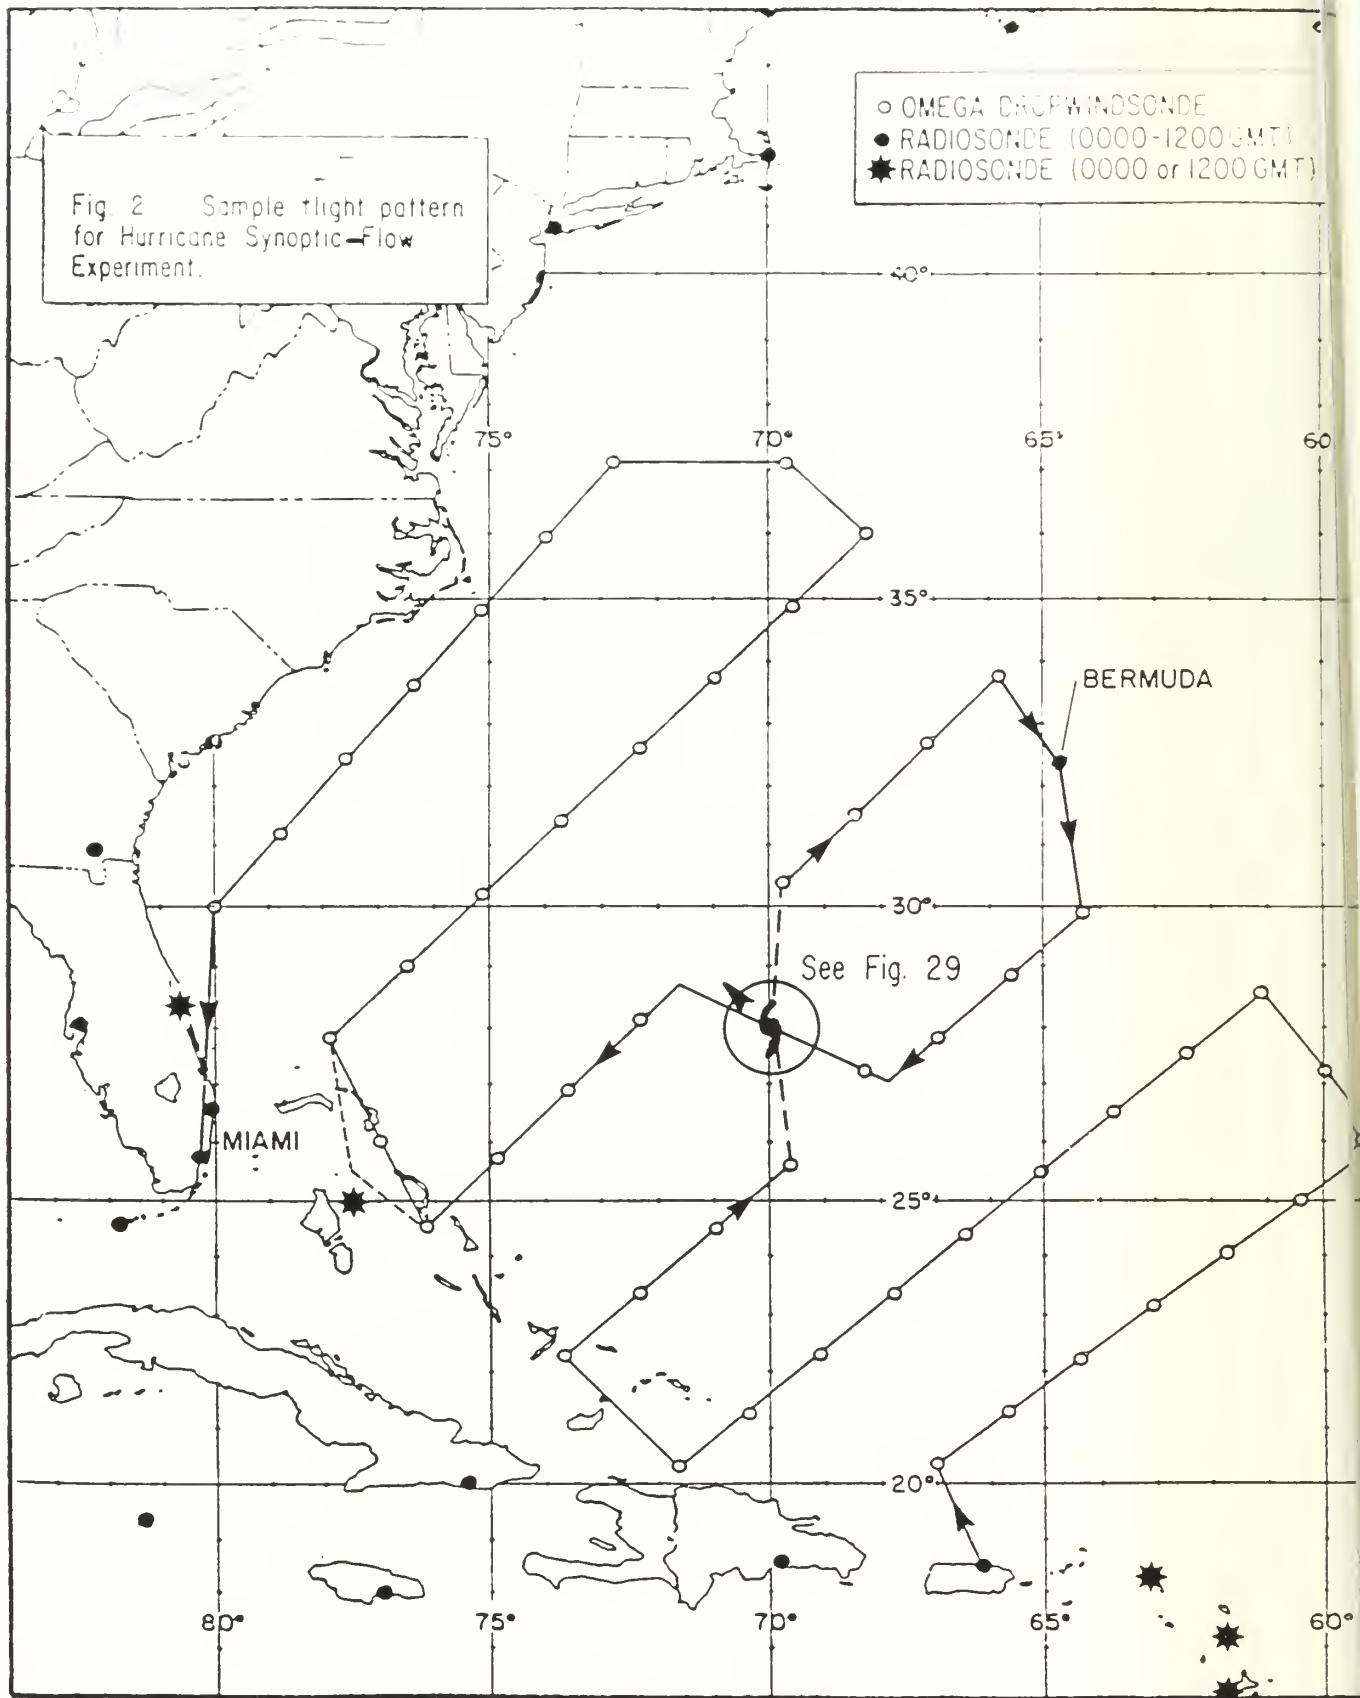 Fig. 2 Sample flight pattern
for Hurricane Synoptic-Flow
Experiment.
○ OMEGA DROPWINDSONDE
● RADIOSONDE (0000-1200 GMT)
✸ RADIOSONDE (0000 or 1200 GMT)
40°
75° 70° 65° 60
35°
BERMUDA
30°
See Fig. 29
MIAMI
25°
20°
80° 75° 70° 65° 60°